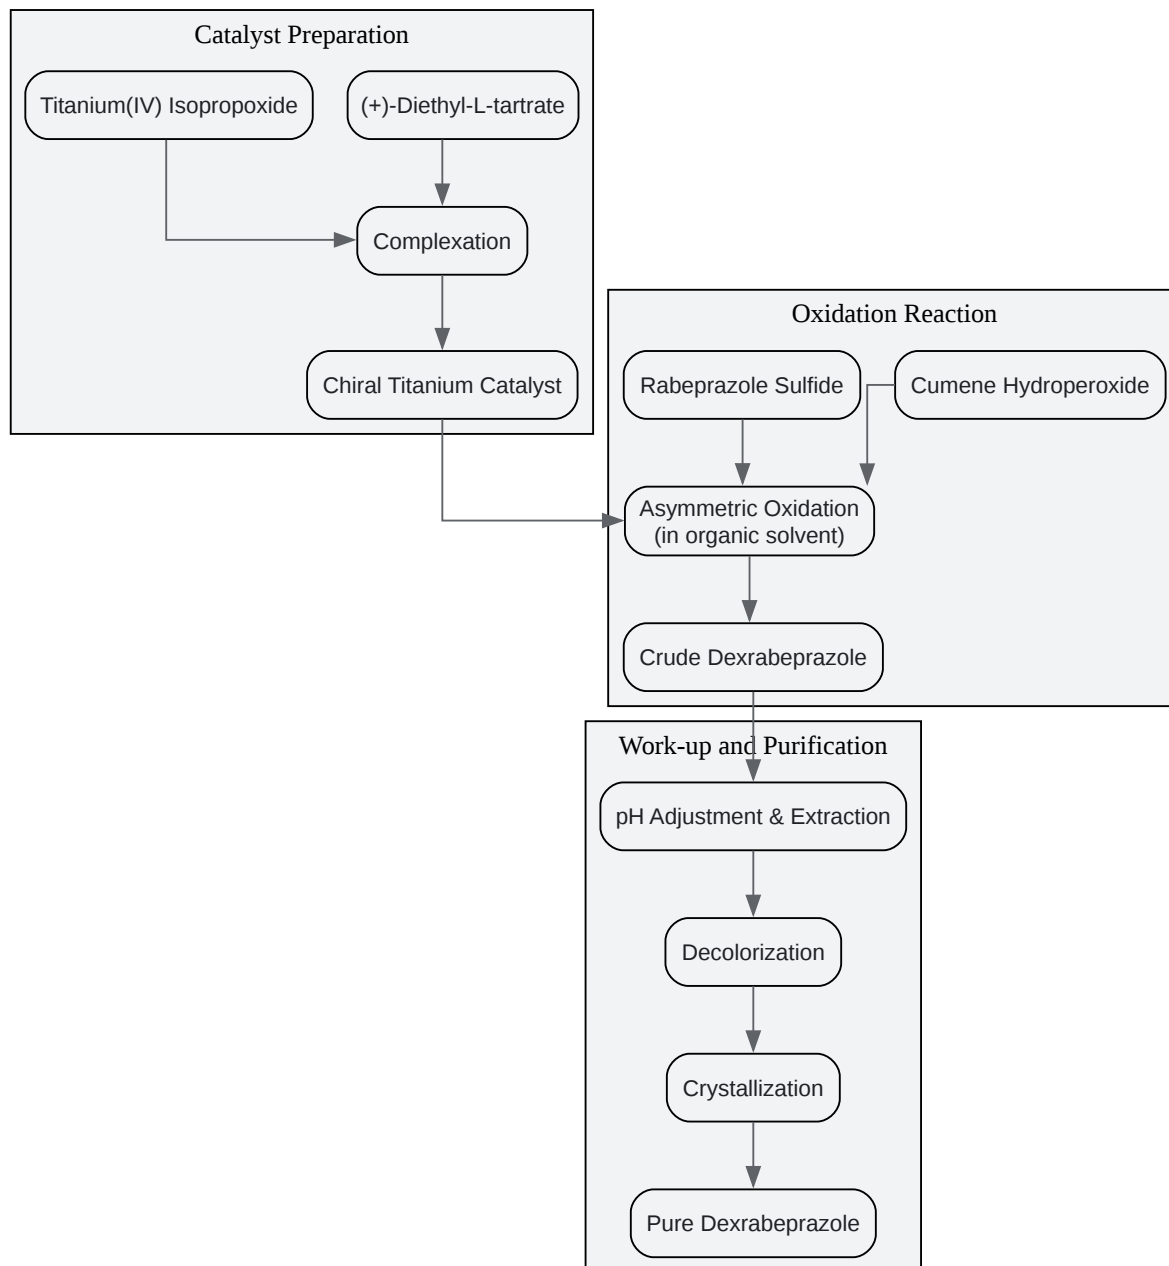 Catalyst Preparation
Titanium(IV) Isopropoxide
(+)-Diethyl-L-tartrate
Complexation
Chiral Titanium Catalyst
Oxidation Reaction
Rabeprazole Sulfide
Cumene Hydroperoxide
Asymmetric Oxidation
(in organic solvent)
Crude Dexrabeprazole
Work-up and Purification
pH Adjustment & Extraction
Decolorization
Crystallization
Pure Dexrabeprazole